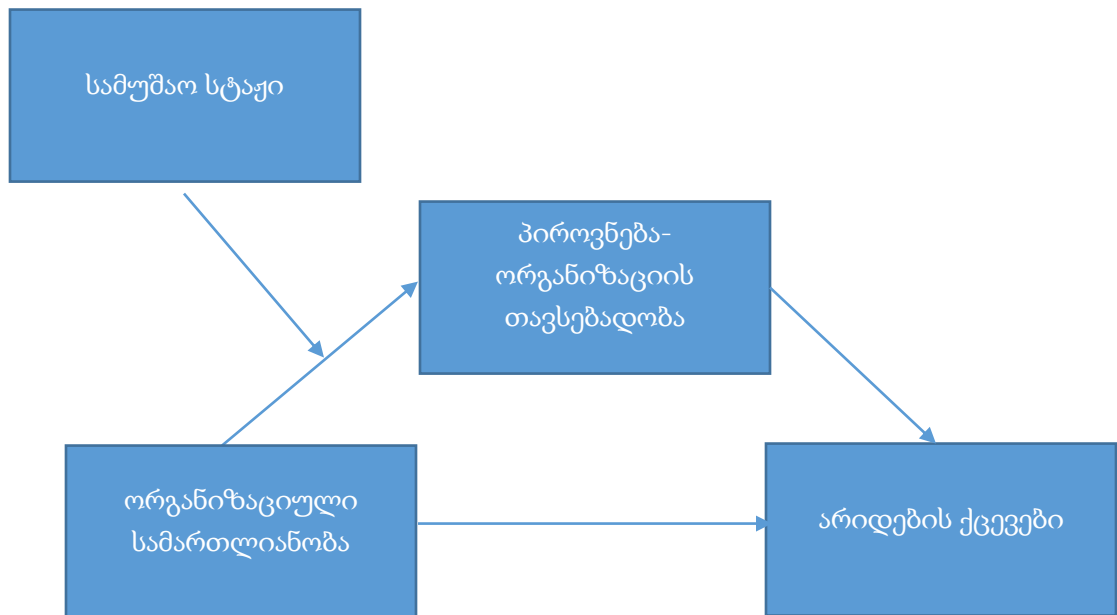 სამუშაო სტაჟი
პიროვნება-
ორგანიზაციის
თავსებადობა
ორგანიზაციული
სამართლიანობა
არიდების ქცევები